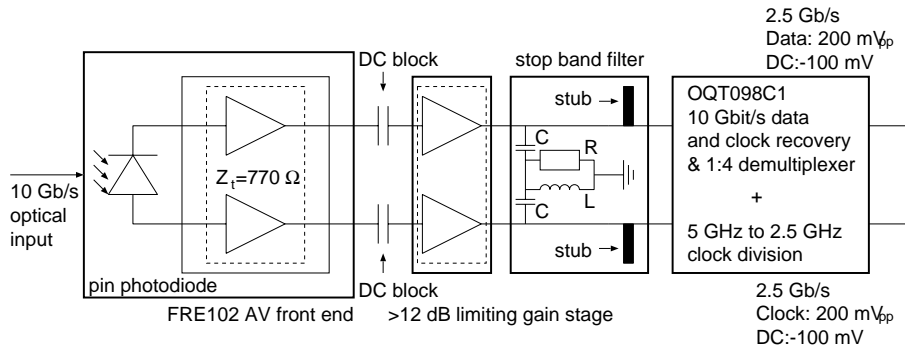 2.5 Gb/s
Data: 200 mVpp
DC:-100 mV
DC block
stop band filter
stub
OQT098C1
10 Gbit/s data
and clock recovery
& 1:4 demultiplexer
+
5 GHz to 2.5 GHz
clock division
C
R
L
C
stub
Zt=770 Ω
10 Gb/s
optical
input
pin photodiode
DC block
FRE102 AV front end
>12 dB limiting gain stage
2.5 Gb/s
Clock: 200 mVpp
DC:-100 mV